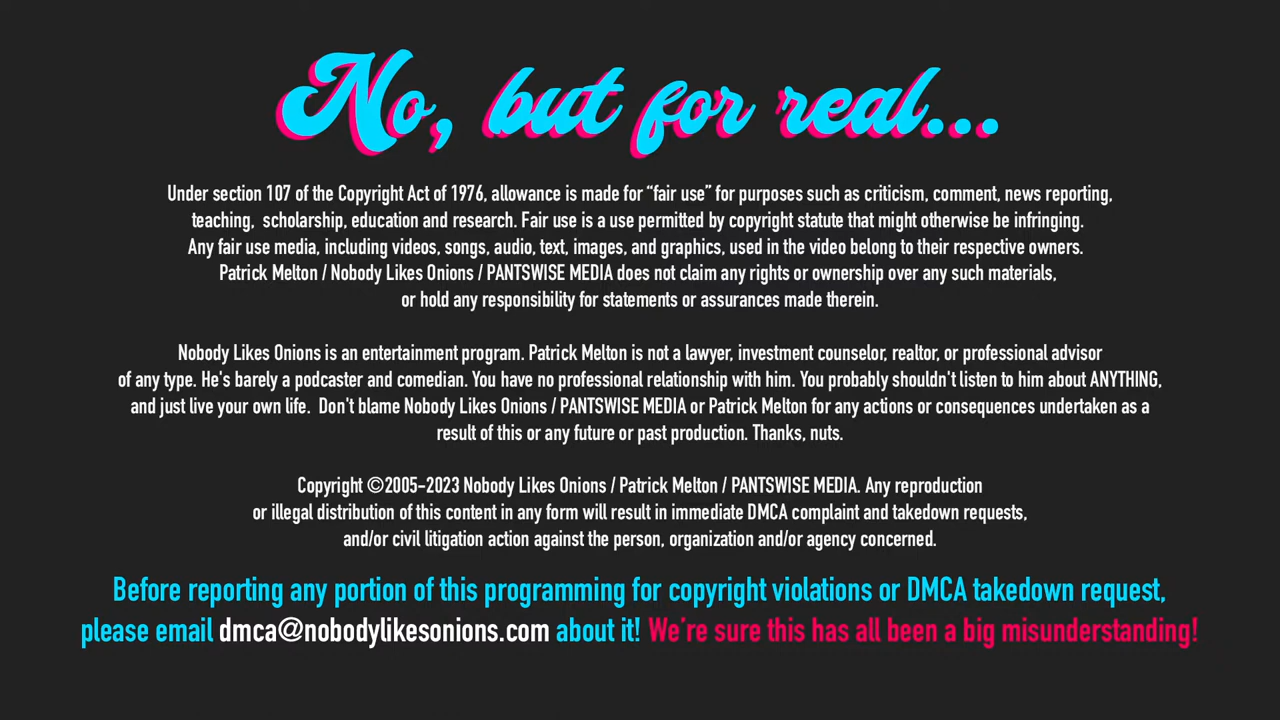 No, but for real...
Under section 107 of the Copyright Act of 1976, allowance is made for “fair use” for purposes such as criticism, comment, news reporting,
teaching,  scholarship, education and research. Fair use is a use permitted by copyright statute that might otherwise be infringing.
Any fair use media, including videos, songs, audio, text, images, and graphics, used in the video belong to their respective owners.
Patrick Melton / Nobody Likes Onions / PANTSWISE MEDIA does not claim any rights or ownership over any such materials,
or hold any responsibility for statements or assurances made therein.
Nobody Likes Onions is an entertainment program. Patrick Melton is not a lawyer, investment counselor, realtor, or professional advisor
of any type. He's barely a podcaster and comedian. You have no professional relationship with him. You probably shouldn't listen to him about ANYTHING,
and just live your own life.  Don't blame Nobody Likes Onions / PANTSWISE MEDIA or Patrick Melton for any actions or consequences undertaken as a
result of this or any future or past production. Thanks, nuts.
Copyright ©2005-2023 Nobody Likes Onions / Patrick Melton / PANTSWISE MEDIA. Any reproduction
or illegal distribution of this content in any form will result in immediate DMCA complaint and takedown requests,
and/or civil litigation action against the person, organization and/or agency concerned.
Before reporting any portion of this programming for copyright violations or DMCA takedown request,
please email dmca@nobodylikesonions.com about it! We're sure this has all been a big misunderstanding!